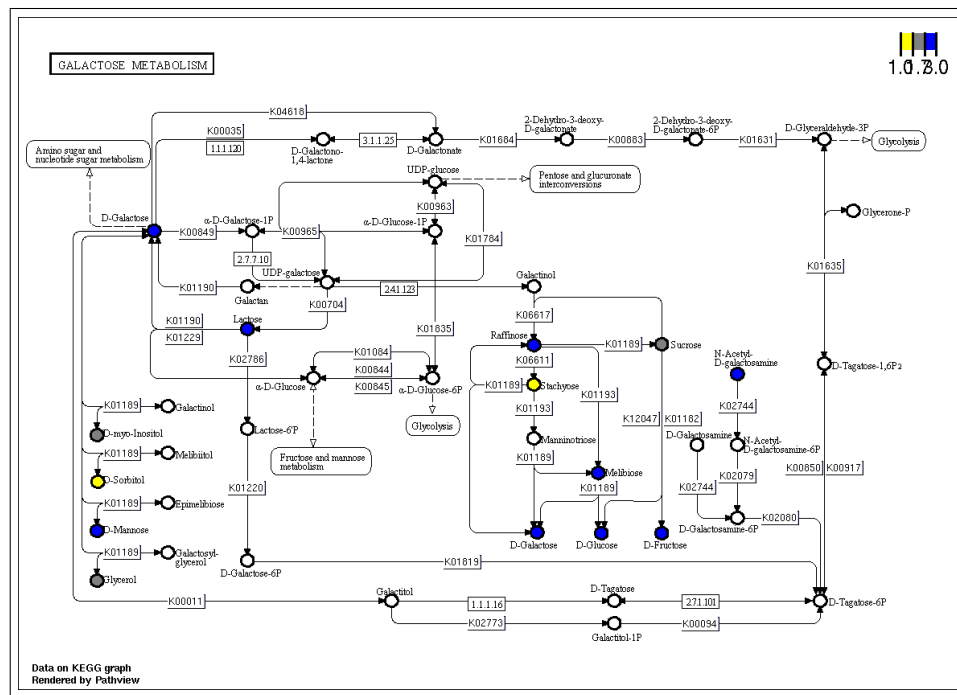 GALACTOSE METABOLISM
1.0
1.7
3.0
K04618
K00035
1.1.1.120
D-Galactono-
1,4-lactone
3.1.1.25
D-Galactonate
K01684
2-Dehydro-3-deoxy-
D-galactonate
K00883
2-Dehydro-3-deoxy-
D-galactonate-6P
K01631
D-Glyceraldehyde-3P
Glycolysis
Amino sugar and
nucleotide sugar metabolism
UDP-glucose
Pentose and glucuronate
interconversions
D-Galactose
K00849
α-D-Galactose-1P
K00965
α-D-Glucose-1P
K00963
K01784
Glycerone-P
2.7.7.10
UDP-galactose
K01190
Galactan
2.4.1.123
Galactinol
K01635
K00704
K01190
K01229
Lactose
K01835
K06617
Raffinose
K01189
Sucrose
K02786
K01084
K00844
K00845
α-D-Glucose
α-D-Glucose-6P
K06611
K01189
Stachyose
K01193
K01193
N-Acetyl-
D-galactosamine
D-Tagatose-1,6P2
K02744
K01189
Galactinol
D-myo-Inositol
Lactose-6'P
Glycolysis
Fructose and mannose
metabolism
Manninotriose
K12047
K01182
D-Galactosamine
N-Acetyl-
D-galactosamine-6P
K01189
Melibiitol
D-Sorbitol
K01189
Melibiose
K01189
K02744
K02079
K00850
K00917
K01220
K01189
Epimelibiose
D-Mannose
D-Galactose
D-Glucose
D-Fructose
D-Galactosamine-6P
K02080
K01189
Galactosyl-
glycerol
Glycerol
D-Galactose-6P
K01819
K00011
Galactitol
1.1.1.16
D-Tagatose
2.7.1.101
D-Tagatose-6P
K02773
Galactitol-1P
K00094
Data on KEGG graph
Rendered by Pathview